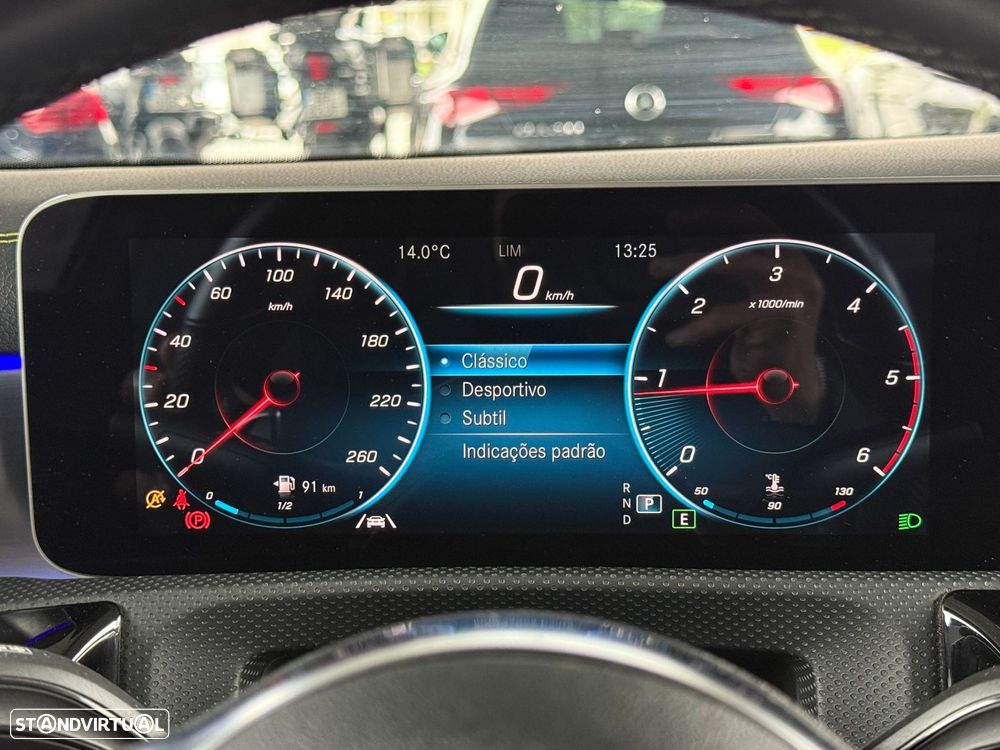 14.0°C LIM 13:25
0 km/h
0 20 40 60 100 140 180 220 260
km/h
0 1 2 3 4 5 6
x 1000/min
Clássico
Desportivo
Subtil
Indicações padrão
91 km
0 1/2 1
R
N P
D
E
50 90 130
A
P
STANDVIRTUAL